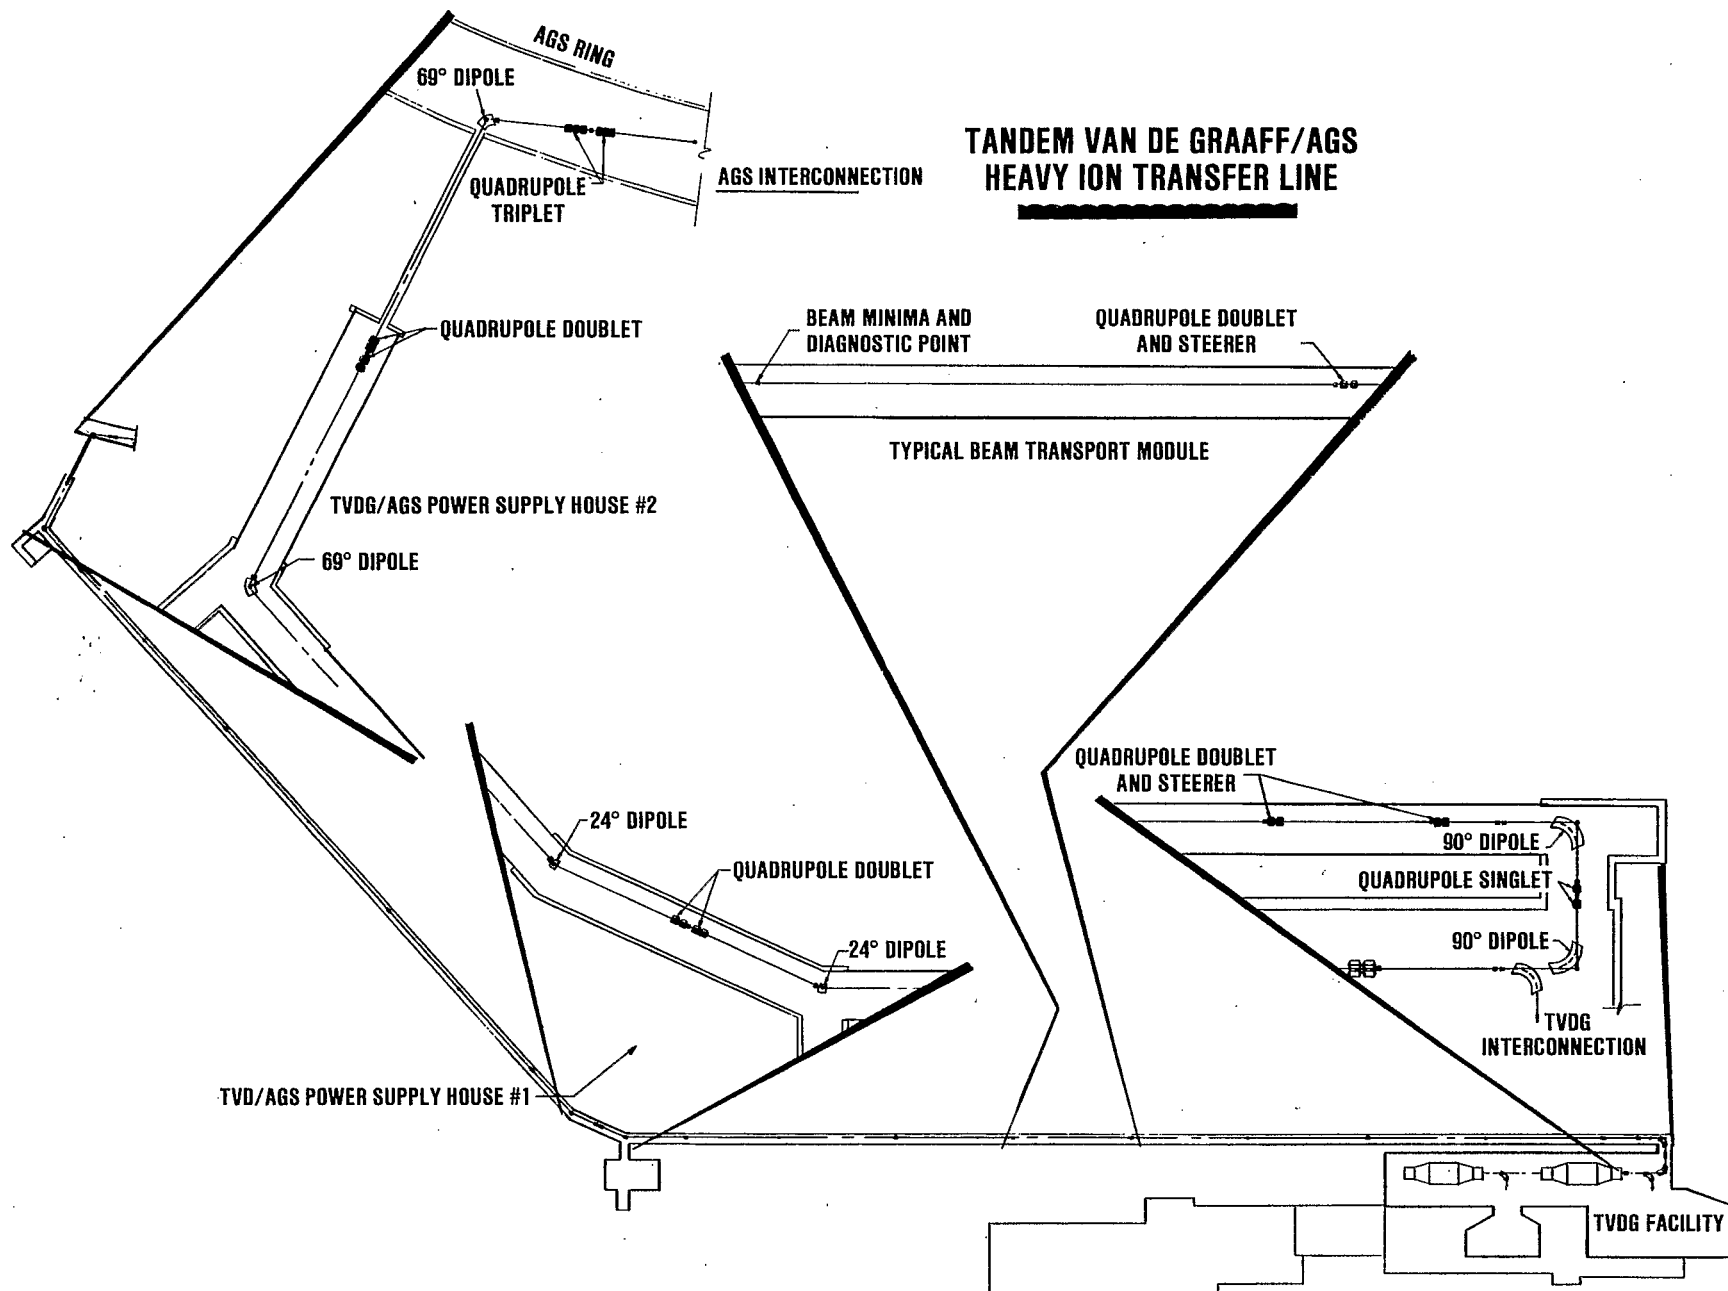 AGS RING
69° DIPOLE
TANDEM VAN DE GRAAFF/AGS
HEAVY ION TRANSFER LINE
QUADRUPOLE
TRIPLET
AGS INTERCONNECTION
QUADRUPOLE DOUBLET
BEAM MINIMA AND
DIAGNOSTIC POINT
QUADRUPOLE DOUBLET
AND STEERER
TYPICAL BEAM TRANSPORT MODULE
TVDG/AGS POWER SUPPLY HOUSE #2
69° DIPOLE
QUADRUPOLE DOUBLET
AND STEERER
24° DIPOLE
90° DIPOLE
QUADRUPOLE DOUBLET
QUADRUPOLE SINGLET
24° DIPOLE
90° DIPOLE
TVDG
INTERCONNECTION
TVD/AGS POWER SUPPLY HOUSE #1
TVDG FACILITY